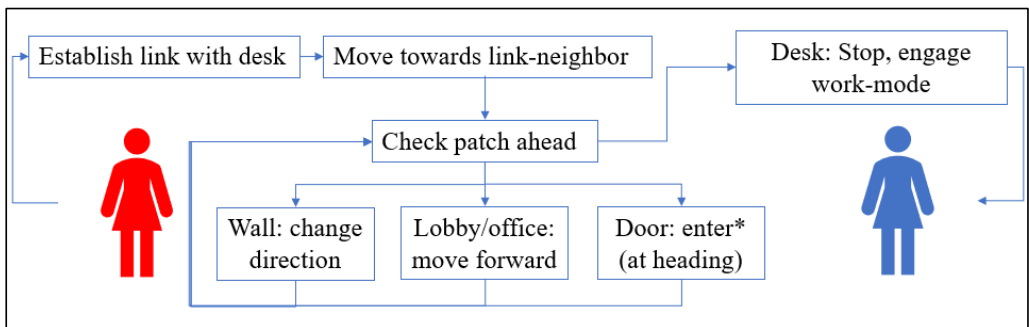 Establish link with desk
Move towards link-neighbor
Desk: Stop, engage
work-mode
Check patch ahead
Wall: change
direction
Lobby/office:
move forward
Door: enter*
(at heading)